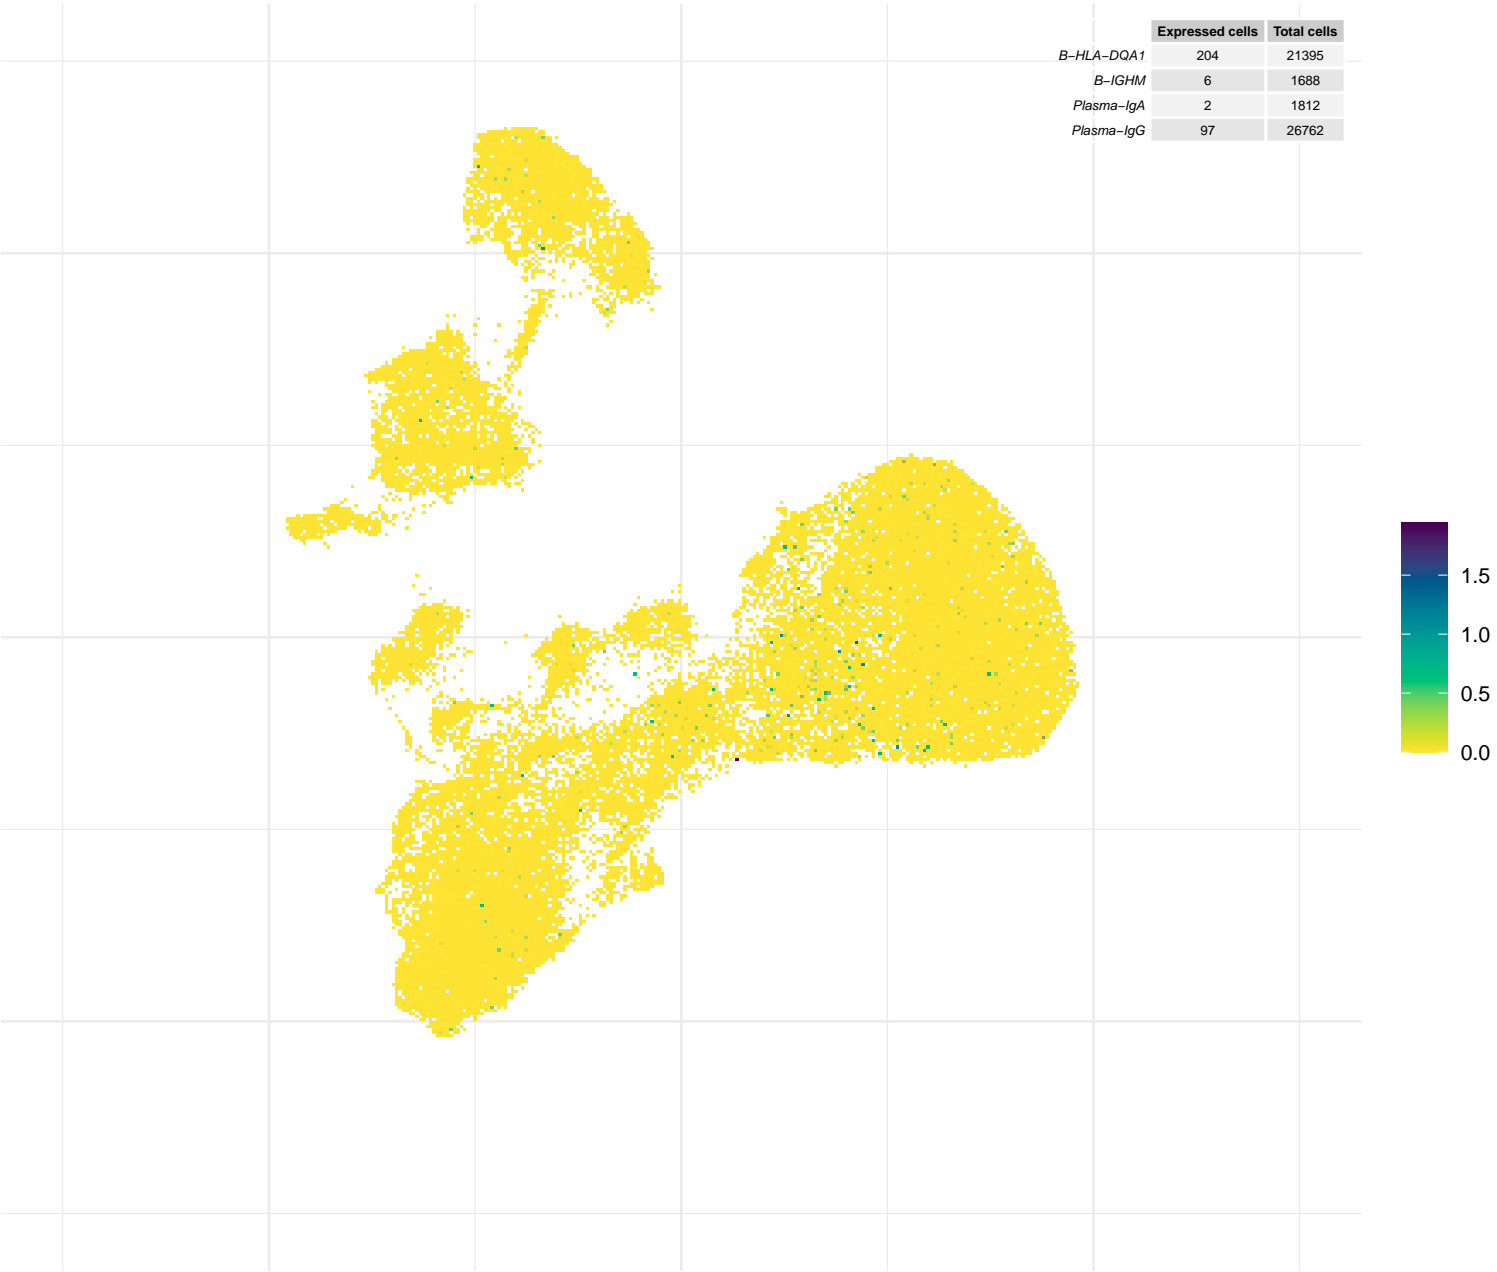 Expressed cells Total cells
B−HLA−DQA1 204 21395
B−IGHM 6 1688
Plasma−IgA 2 1812
Plasma−IgG 97 26762
1.5
1.0
0.5
0.0